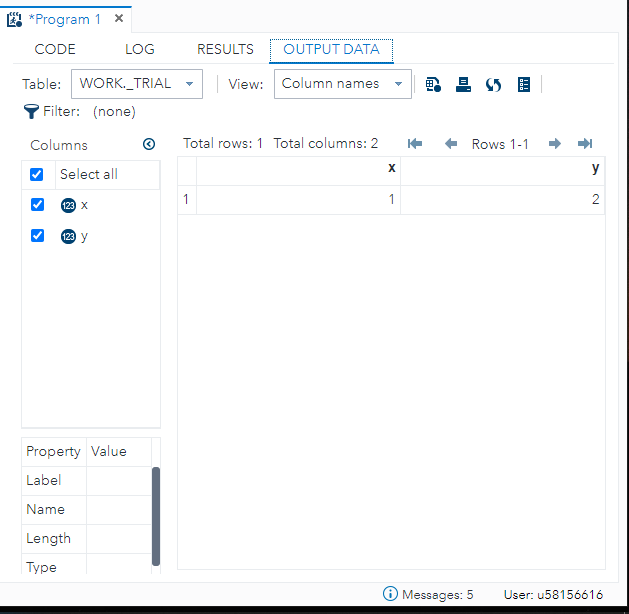 *Program 1 ×
CODE LOG RESULTS OUTPUT DATA
Table: WORK._TRIAL View: Column names
Filter: (none)
Columns Total rows: 1 Total columns: 2 Rows 1-1
Select all x y
123 x 1 1 2
123 y
Property Value
Label
Name
Length
Type
Messages: 5 User: u58156616